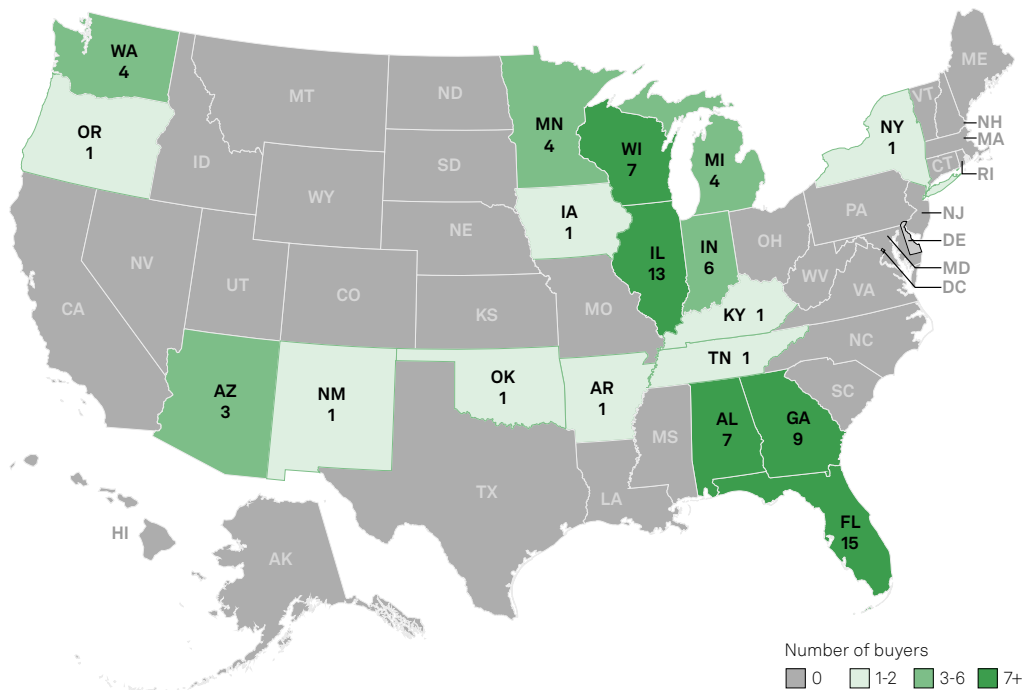 WA
4
OR
1
MT
ID
WY
NV
UT
CA
CO
AZ
3
NM
1
ND
SD
NE
KS
OK
1
TX
MN
4
IA
1
MO
AR
1
LA
WI
7
IL
13
MI
4
IN
6
OH
KY 1
TN 1
MS
AL
7
GA
9
FL
15
SC
NC
VA
WV
PA
NY
1
VT
ME
NH
MA
CT
RI
NJ
DE
MD
DC
HI
AK
Number of buyers
0 1-2 3-6 7+